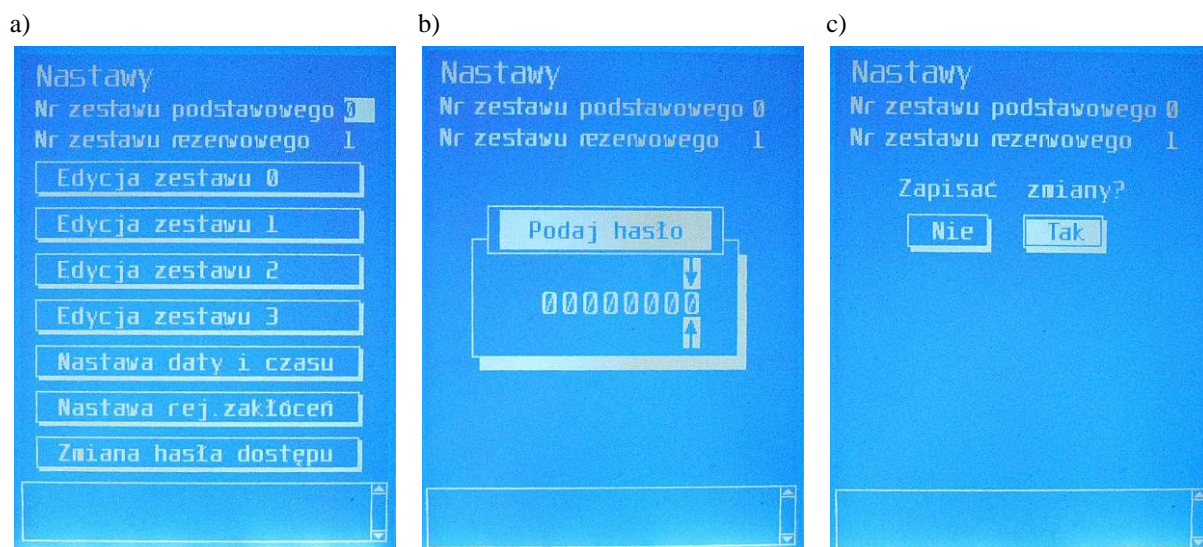 a)
Nastawy
Nr zestawu podstawowego 0
Nr zestawu rezerwowego 1
Edycja zestawu 0
Edycja zestawu 1
Edycja zestawu 2
Edycja zestawu 3
Nastawa daty i czasu
Nastawa rej.zakłóceń
Zmiana hasła dostępu
b)
Nastawy
Nr zestawu podstawowego 0
Nr zestawu rezerwowego 1
Podaj hasło
00000000
c)
Nastawy
Nr zestawu podstawowego 0
Nr zestawu rezerwowego 1
Zapisać zmiany?
Nie Tak